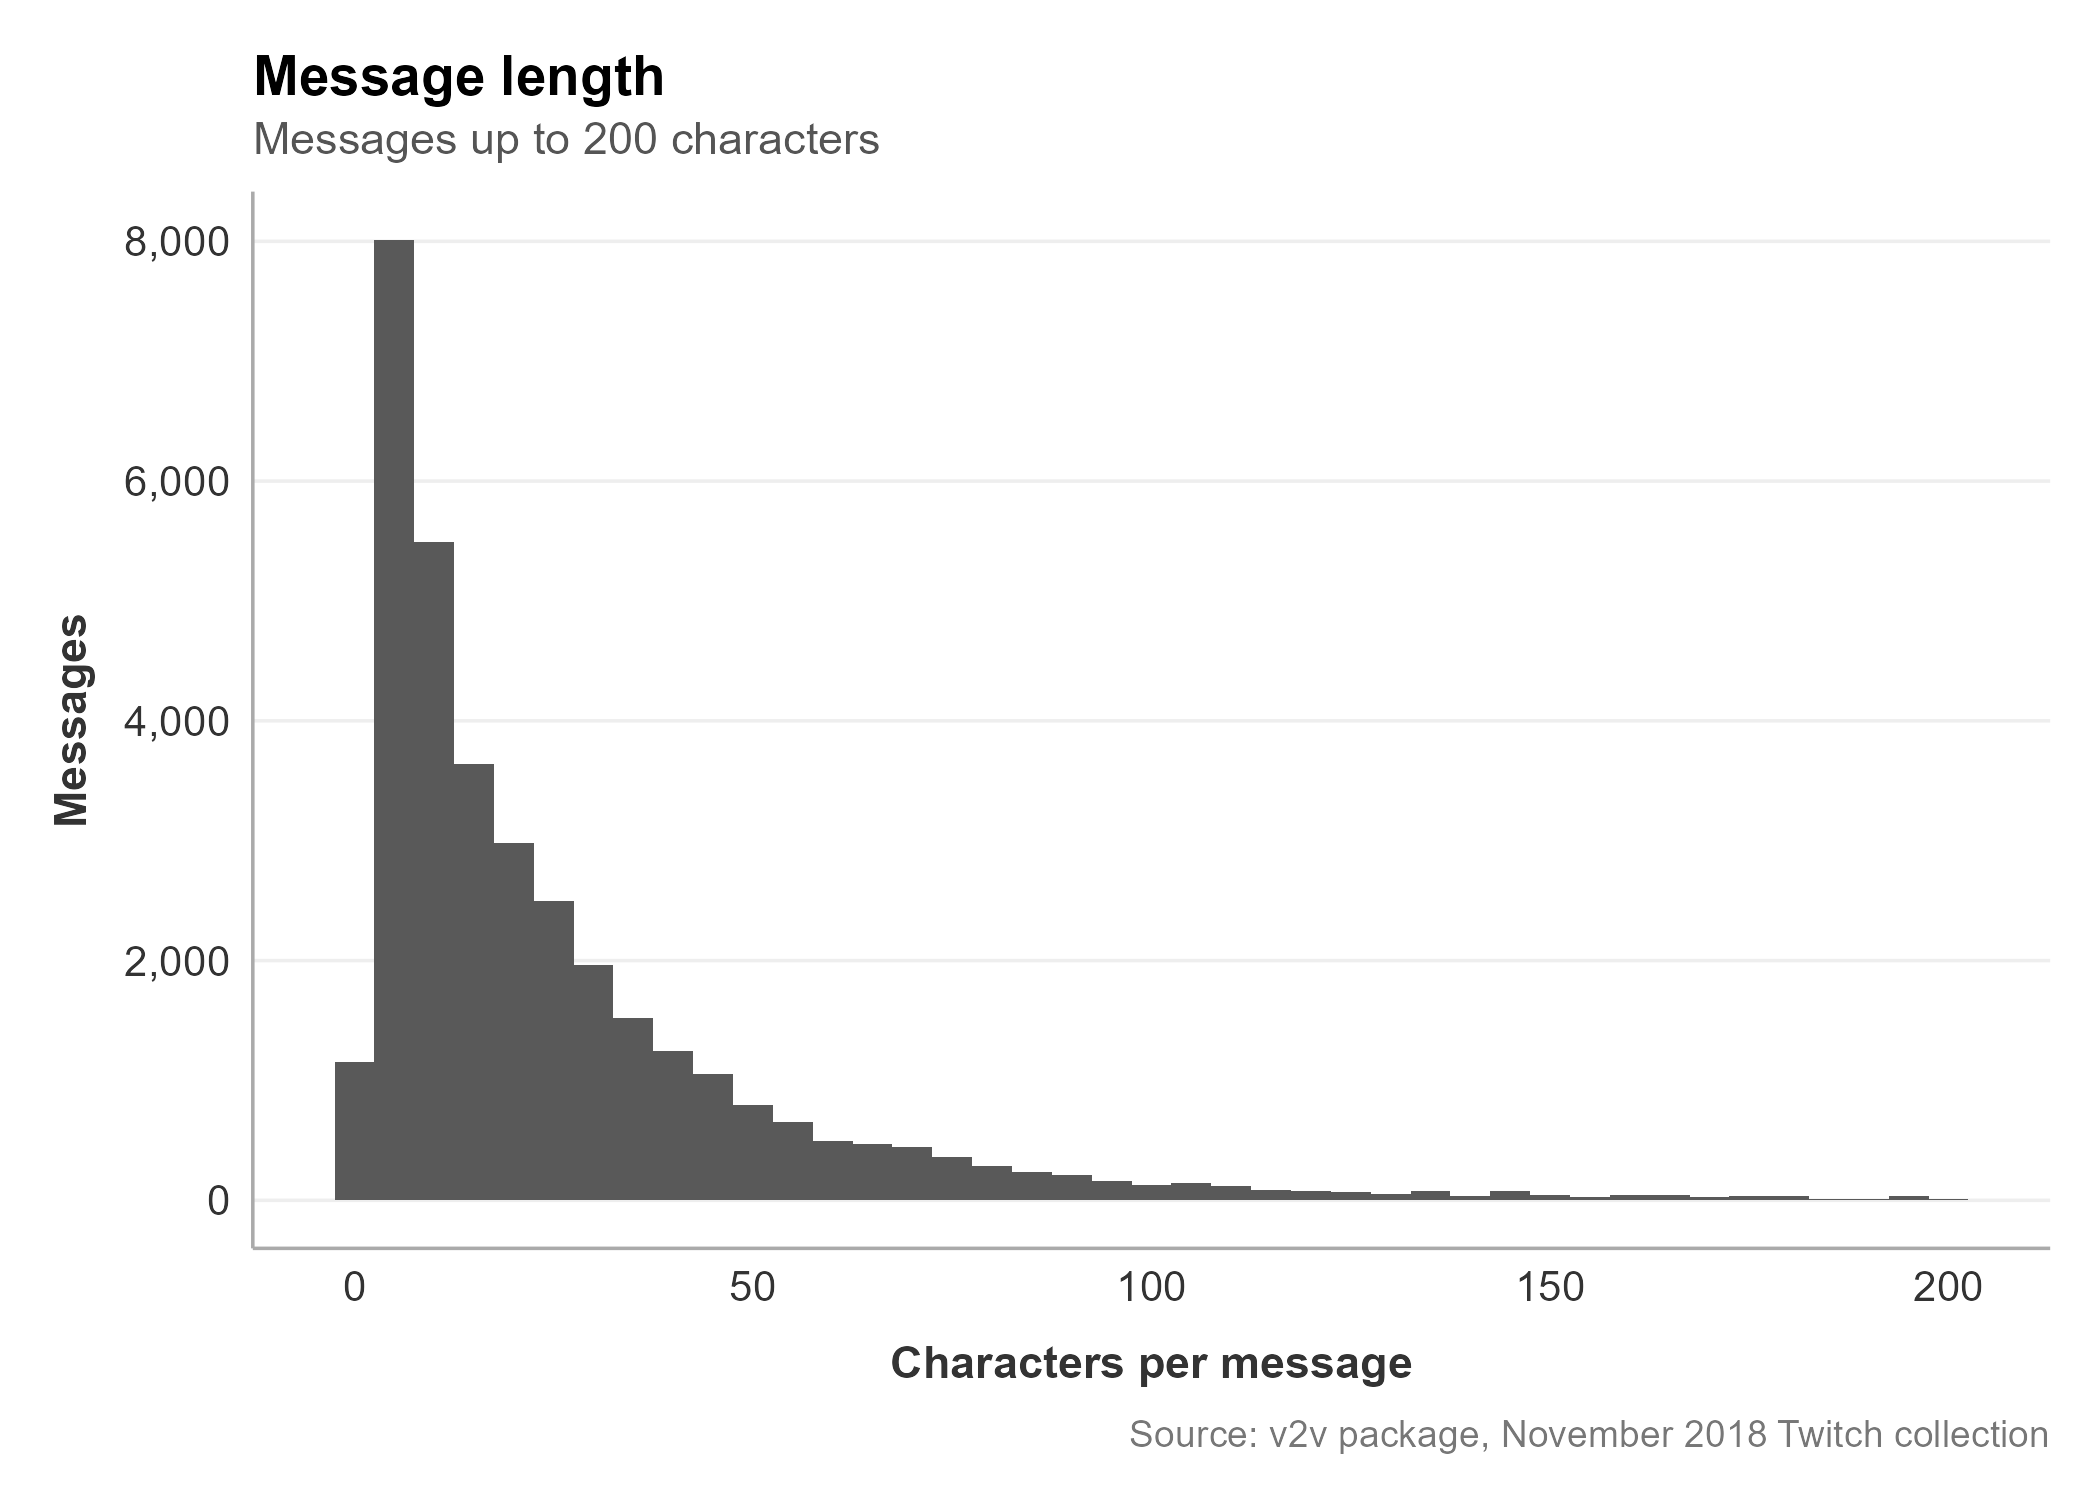 Message length
Messages up to 200 characters
8,000
6,000
4,000
2,000
0
Messages
0 50 100 150 200
Characters per message
Source: v2v package, November 2018 Twitch collection